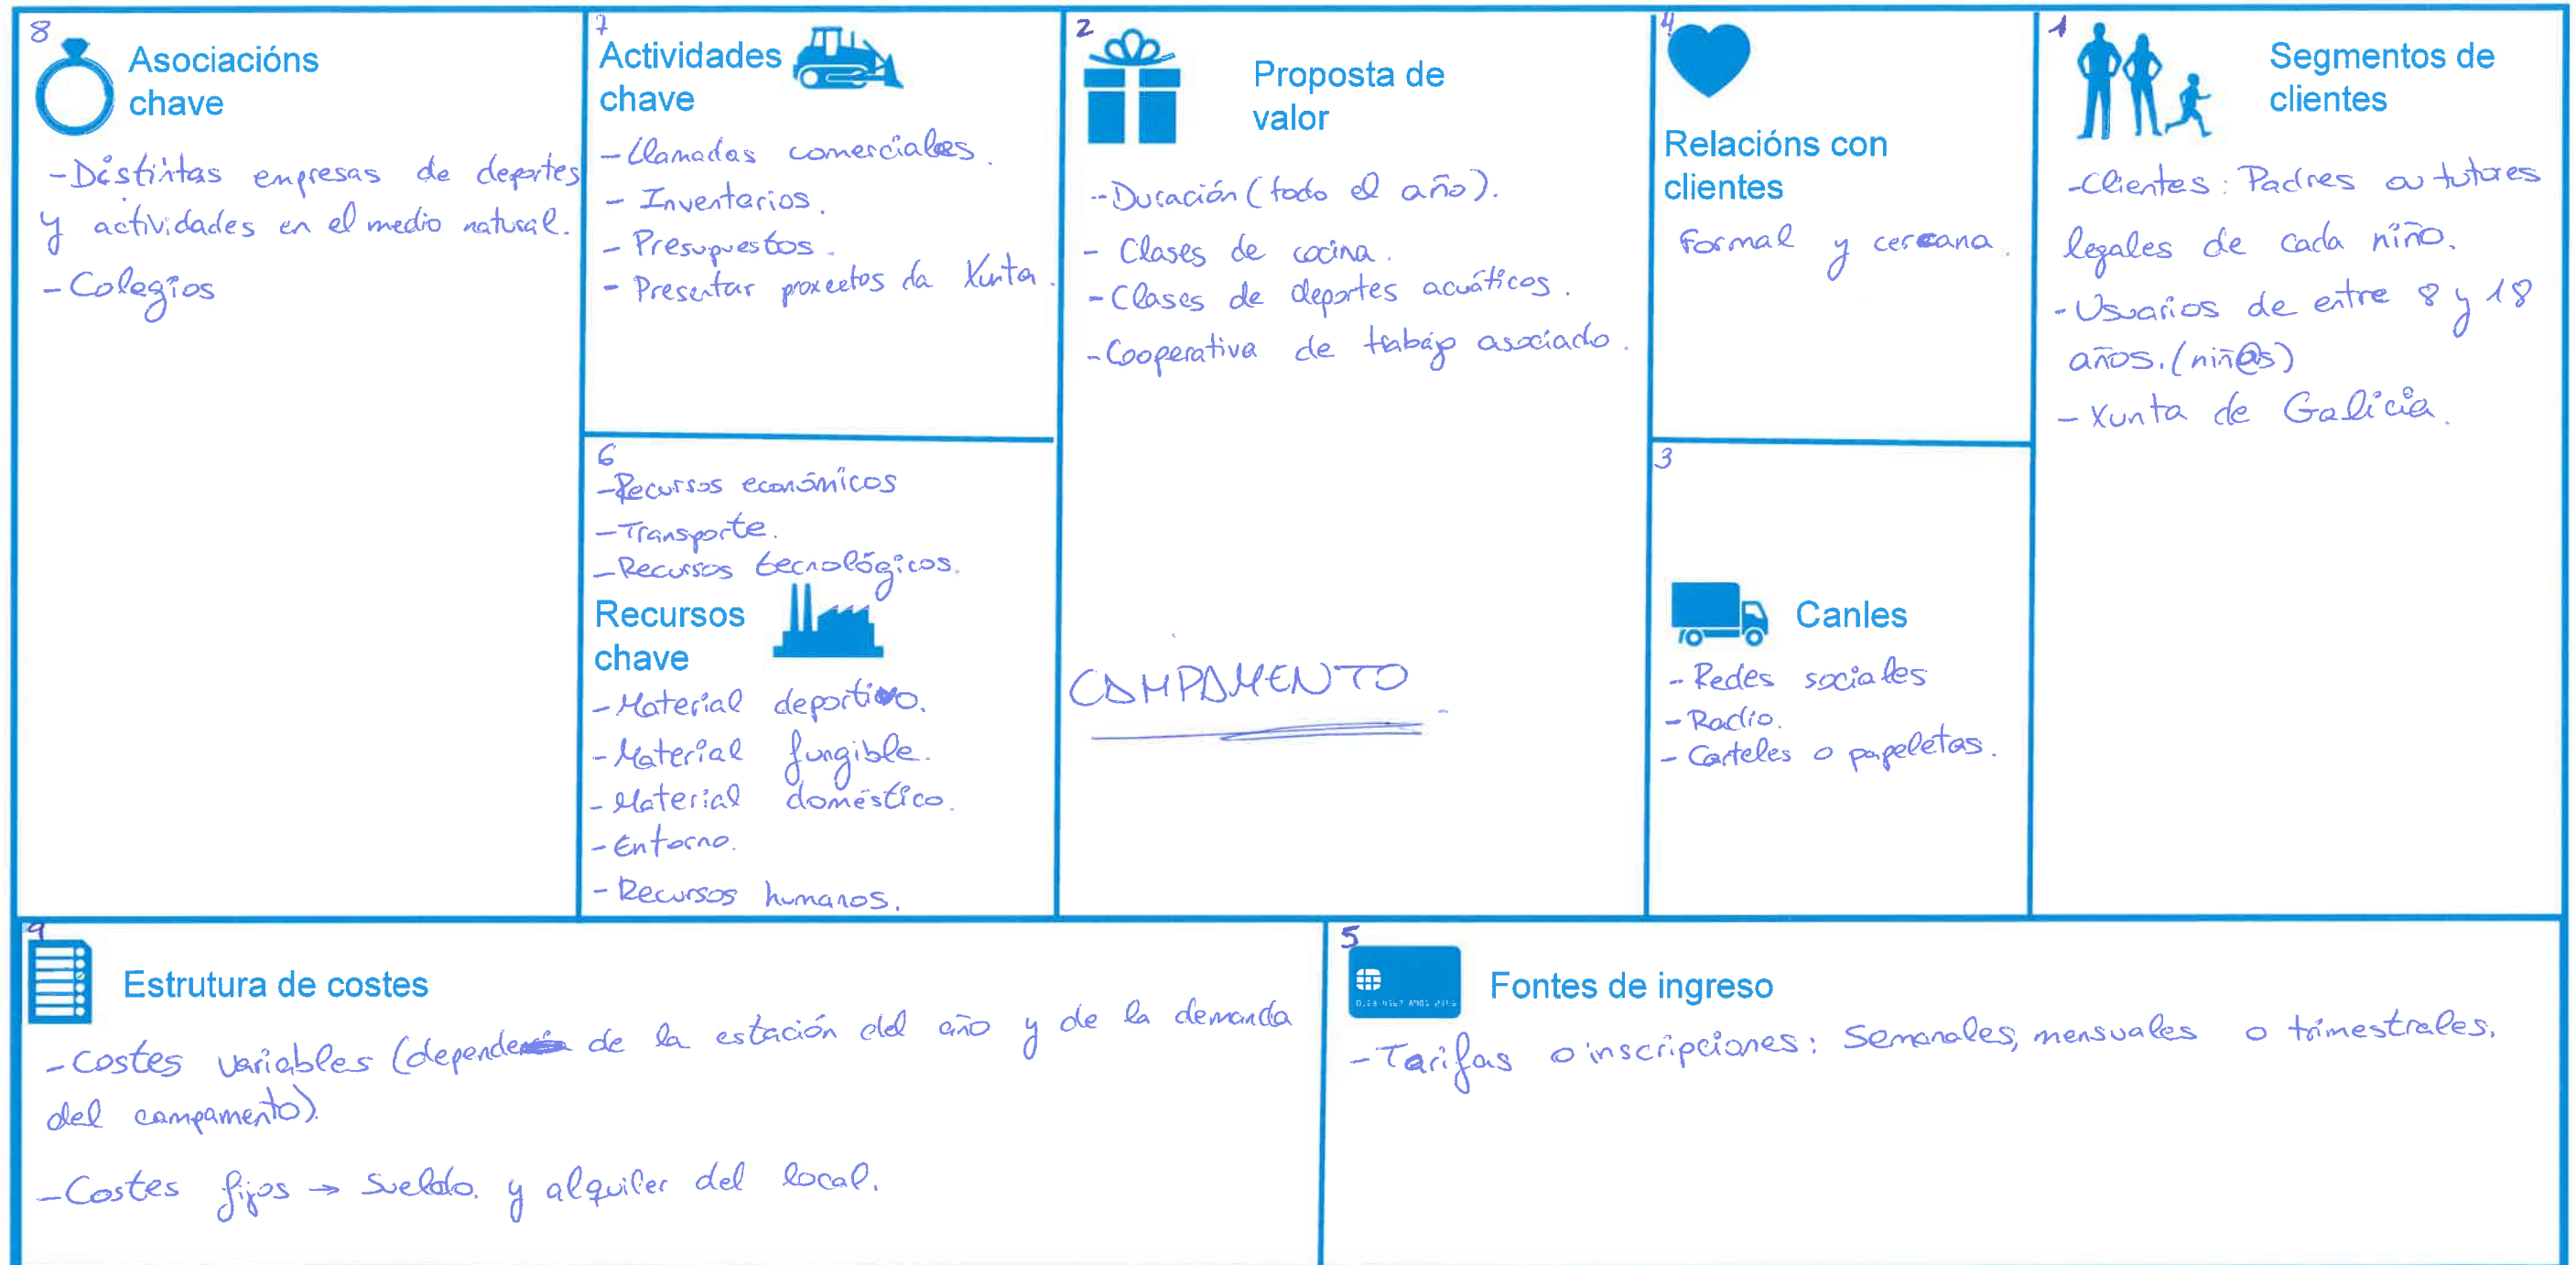 8
Asociacións
chave
-Distintas empresas de deportes
y actividades en el medio natural.
-Colegios
7
Actividades
chave
-Llamadas comerciales.
- Inventarios.
- Presupuestos.
- Presentar proxectos da Xunta.
6
-Recursos económicos
-Transporte.
-Recursos tecnológicos.
Recursos
chave
-Material deportivo.
-Material fungible.
-Material doméstico.
-Entorno.
-Recursos humanos.
2
Proposta de
valor
-Duración (todo el año).
- Clases de cocina.
-Clases de deportes acuáticos.
-Cooperativa de trabajo asociado.
CAMPAMENTO
4
Relacións con
clientes
Formal y cercana.
3
Canles
- Redes sociales
- Radio.
- Carteles o papeletas.
1
Segmentos de
clientes
-Clientes: Padres o tutores
legales de cada niño.
-Usuarios de entre 8 y 18
años. (niñ@s)
- Xunta de Galicia.
9
Estrutura de costes
-Costes variables (depende de la estación del año y de la demanda
del campamento).
-Costes fijos → Sueldo. y alquiler del local.
5
Fontes de ingreso
-Tarifas o inscripciones: Semanales, mensuales o trimestrales.